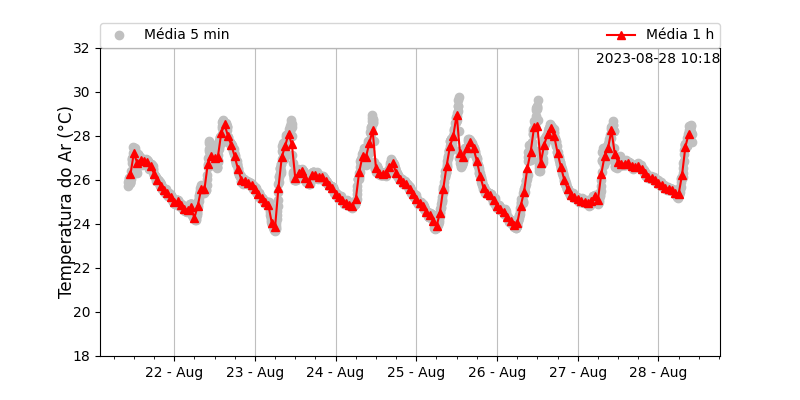 Média 5 min
Média 1 h
2023-08-28 10:18
Temperatura do Ar (°C)
32
30
28
26
24
22
20
18
22 - Aug
23 - Aug
24 - Aug
25 - Aug
26 - Aug
27 - Aug
28 - Aug